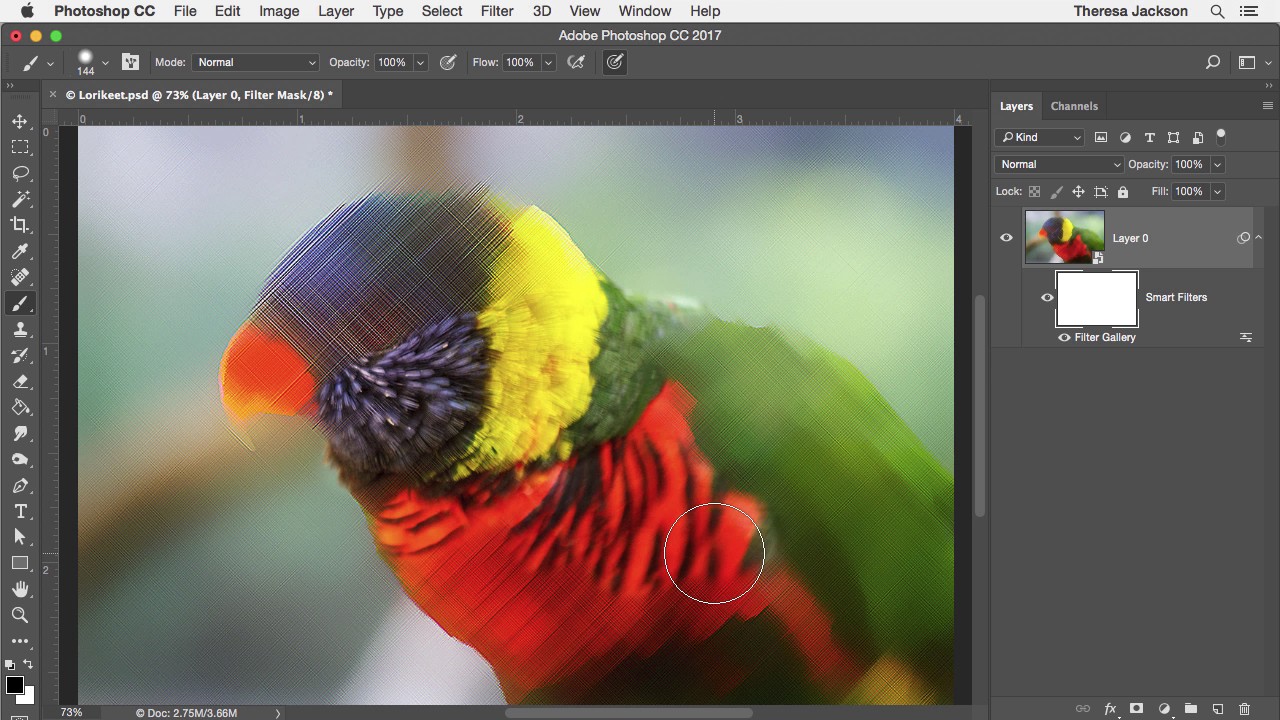 Photoshop CC File Edit Image Layer Type Select Filter 3D View Window Help Theresa Jackson
Adobe Photoshop CC 2017
144 Mode: Normal Opacity: 100% Flow: 100%
× © Lorikeet.psd @ 73% (Layer 0, Filter Mask/8) *
0 1 2 3 4
0
1
2
Layers Channels
Kind
Normal Opacity: 100%
Lock: Fill: 100%
Layer 0
Smart Filters
Filter Gallery
73% © Doc: 2.75M/3.66M